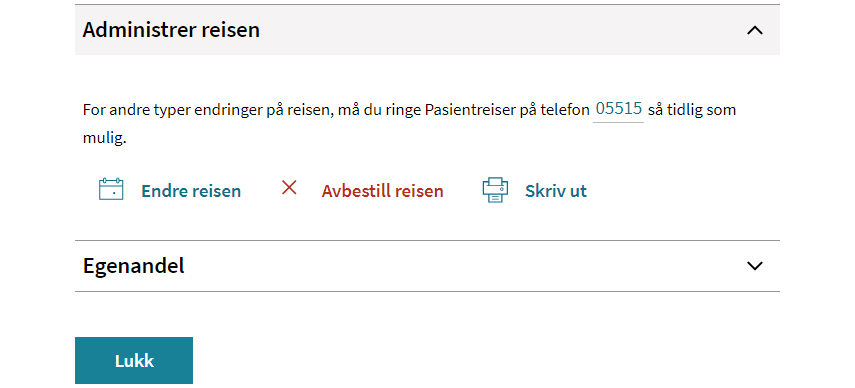 Administrer reisen
For andre typer endringer på reisen, må du ringe Pasientreiser på telefon 05515 så tidlig som
mulig.
Endre reisen Avbestill reisen Skriv ut
Egenandel
Lukk